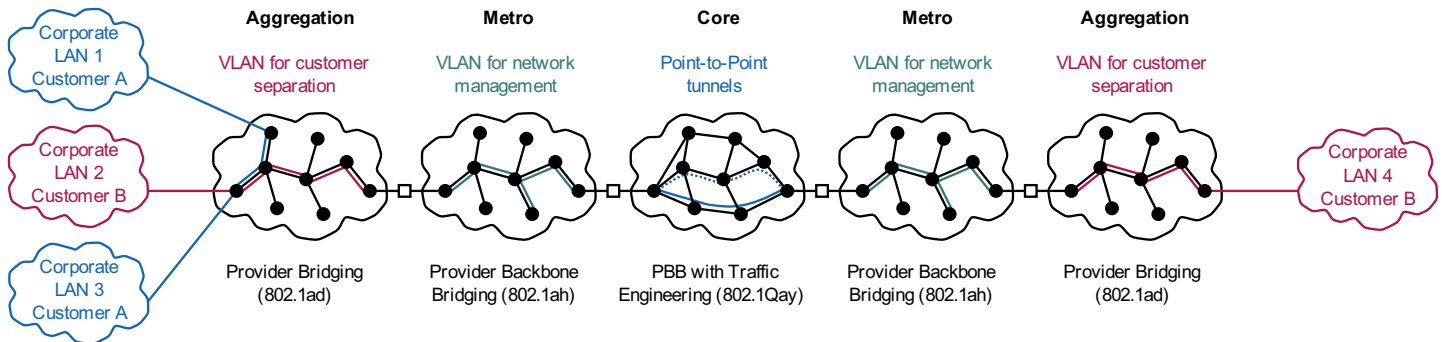 Aggregation
Metro
Core
Metro
Aggregation
VLAN for customer
separation
VLAN for network
management
Point-to-Point
tunnels
VLAN for network
management
VLAN for customer
separation
Corporate
LAN 1
Customer A
Corporate
LAN 2
Customer B
Corporate
LAN 3
Customer A
Corporate
LAN 4
Customer B
Provider Bridging
(802.1ad)
Provider Backbone
Bridging (802.1ah)
PBB with Traffic
Engineering (802.1Qay)
Provider Backbone
Bridging (802.1ah)
Provider Bridging
(802.1ad)